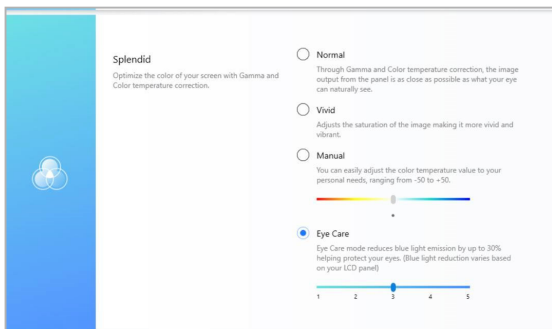 Splendid
Optimize the color of your screen with Gamma and
Color temperature correction.
Normal
Through Gamma and Color temperature correction, the image
output from the panel is as close as possible as what your eye
can naturally see.
Vivid
Adjusts the saturation of the image making it more vivid and
vibrant.
Manual
You can easily adjust the color temperature value to your
personal needs, ranging from -50 to +50.
Eye Care
Eye Care mode reduces blue light emission by up to 30%
helping protect your eyes. (Blue light reduction varies based
on your LCD panel)
1 2 3 4 5